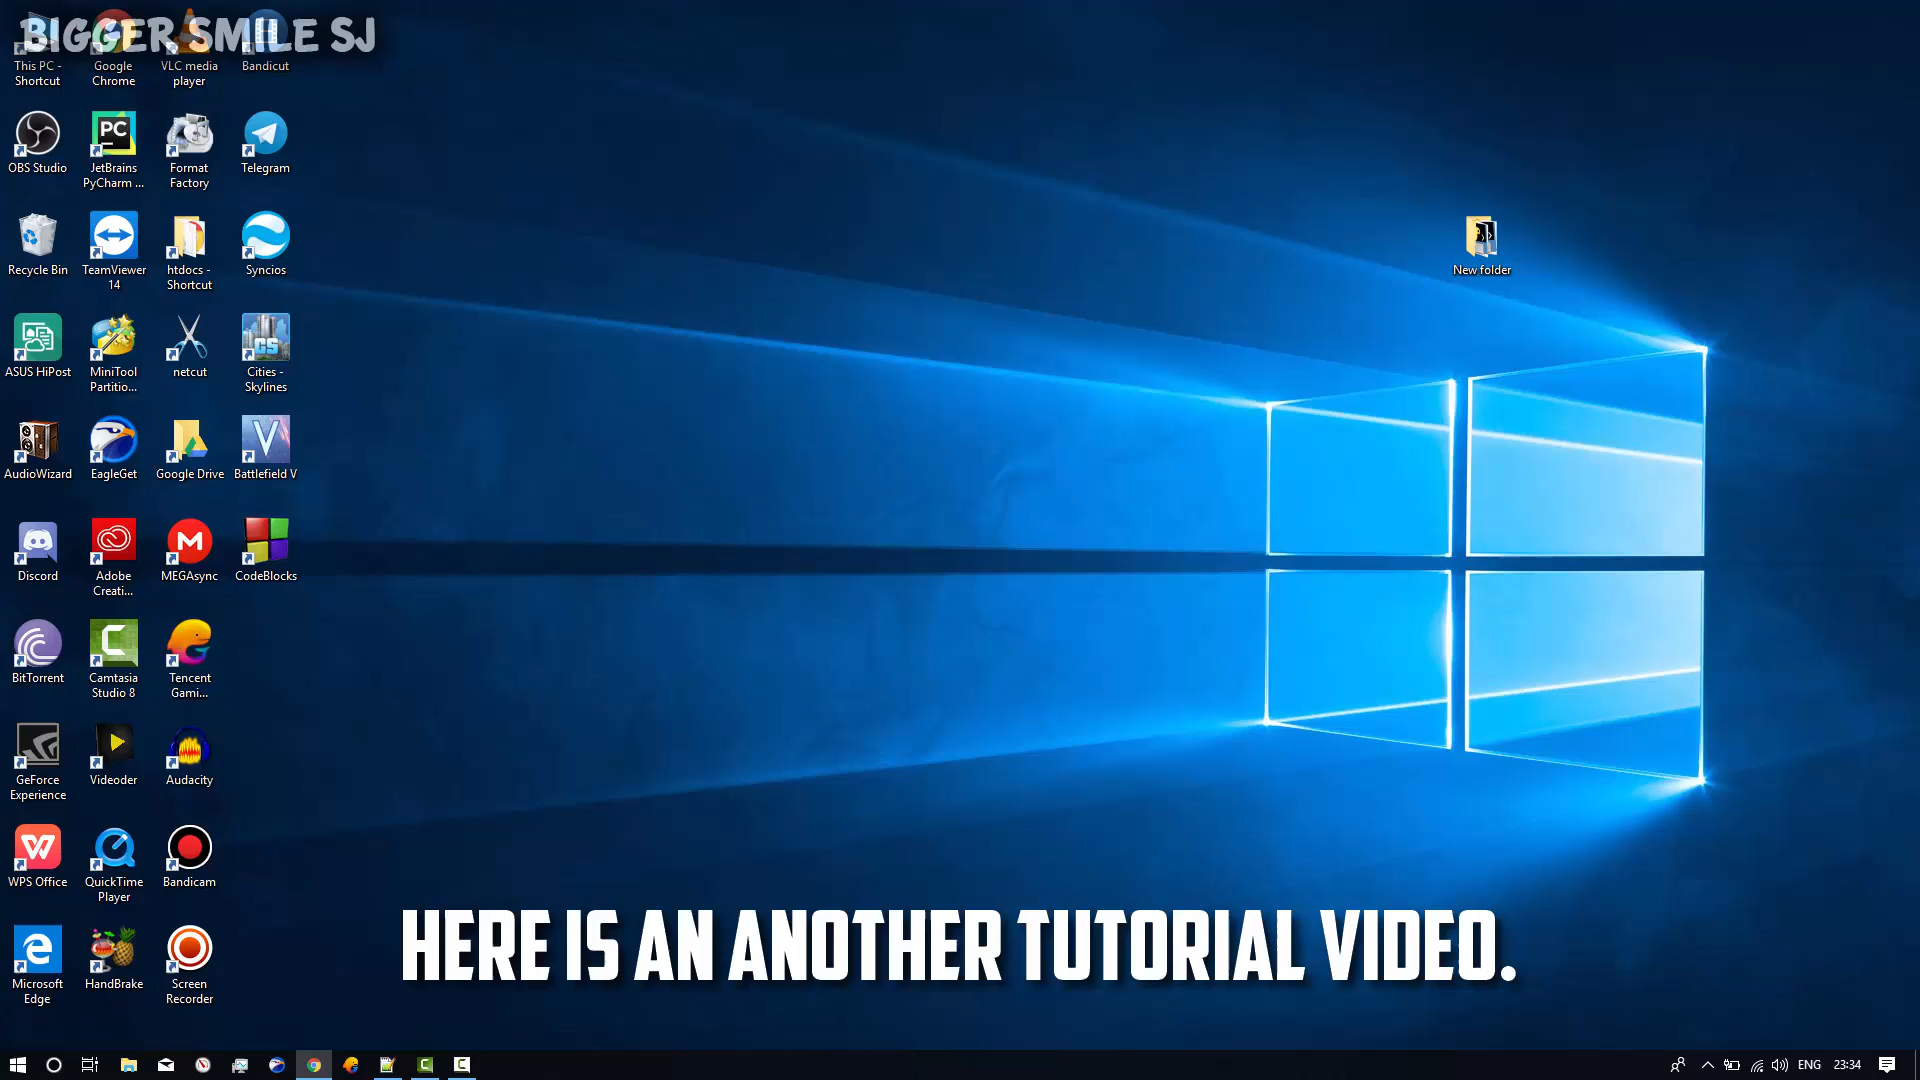 BIGGER SMILE SJ
This PC -
Shortcut
Google
Chrome
VLC media
player
Bandicut
OBS Studio
JetBrains
PyCharm ...
Format
Factory
Telegram
Recycle Bin
TeamViewer
14
htdocs -
Shortcut
Syncios
ASUS HiPost
MiniTool
Partitio...
netcut
Cities -
Skylines
AudioWizard
EagleGet
Google Drive
Battlefield V
Discord
Adobe
Creati...
MEGAsync
CodeBlocks
BitTorrent
Camtasia
Studio 8
Tencent
Gami...
GeForce
Experience
Videoder
Audacity
WPS Office
QuickTime
Player
Bandicam
Microsoft
Edge
HandBrake
Screen
Recorder
New folder
HERE IS AN ANOTHER TUTORIAL VIDEO.
ENG
23:34